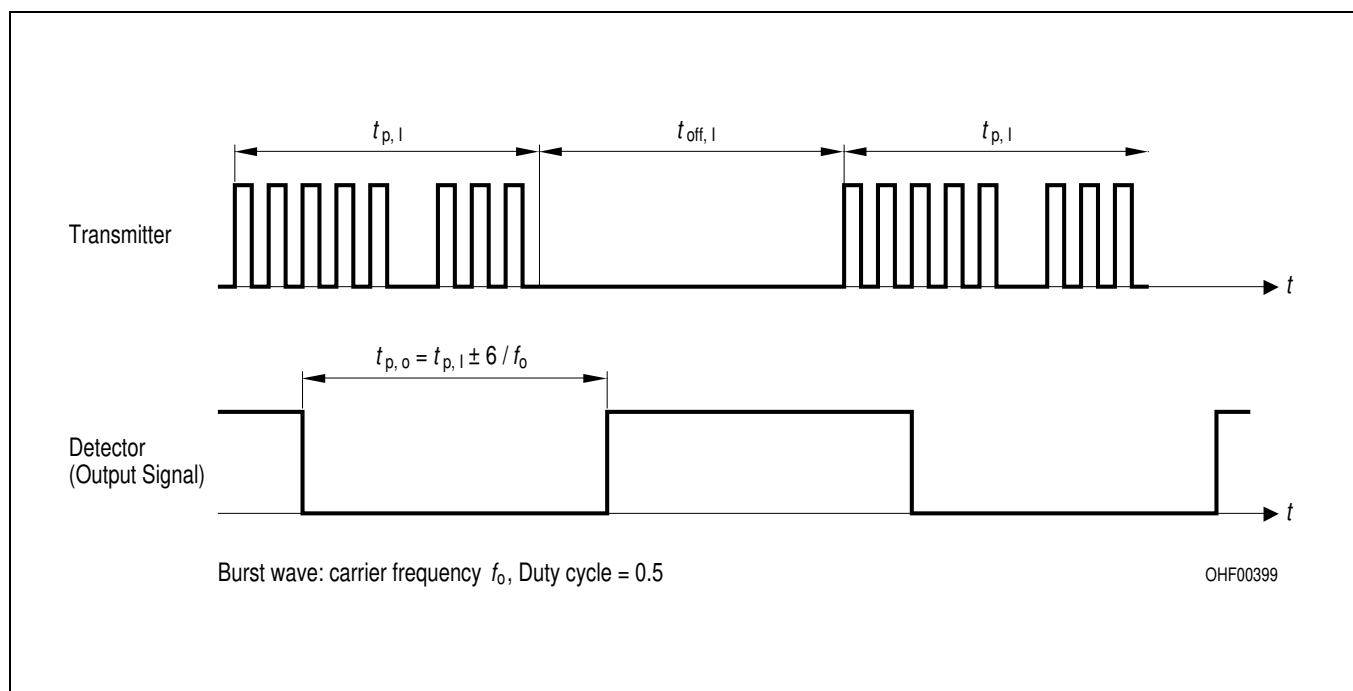 t p, I
t off, I
t p, I
Transmitter
t
t p, o = t p, I ± 6 / f o
Detector
(Output Signal)
t
Burst wave: carrier frequency f o, Duty cycle = 0.5
OHF00399